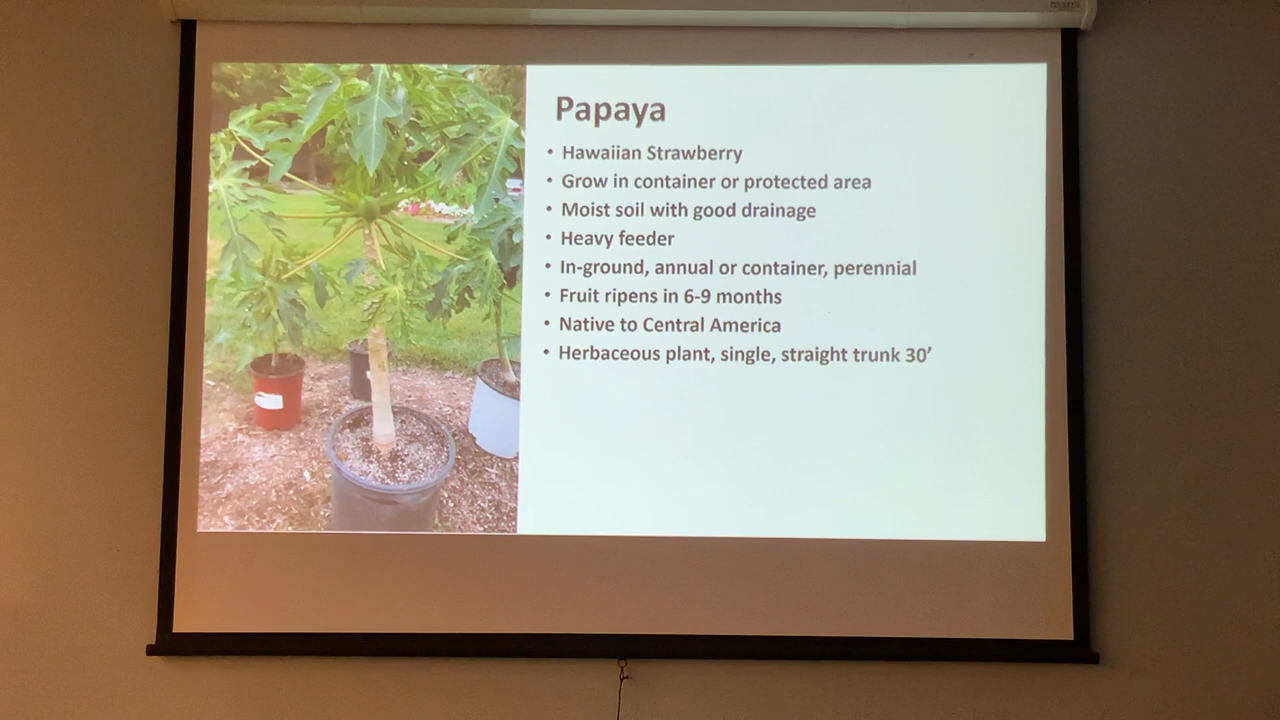 Papaya
• Hawaiian Strawberry
• Grow in container or protected area
• Moist soil with good drainage
• Heavy feeder
• In-ground, annual or container, perennial
• Fruit ripens in 6-9 months
• Native to Central America
• Herbaceous plant, single, straight trunk 30’